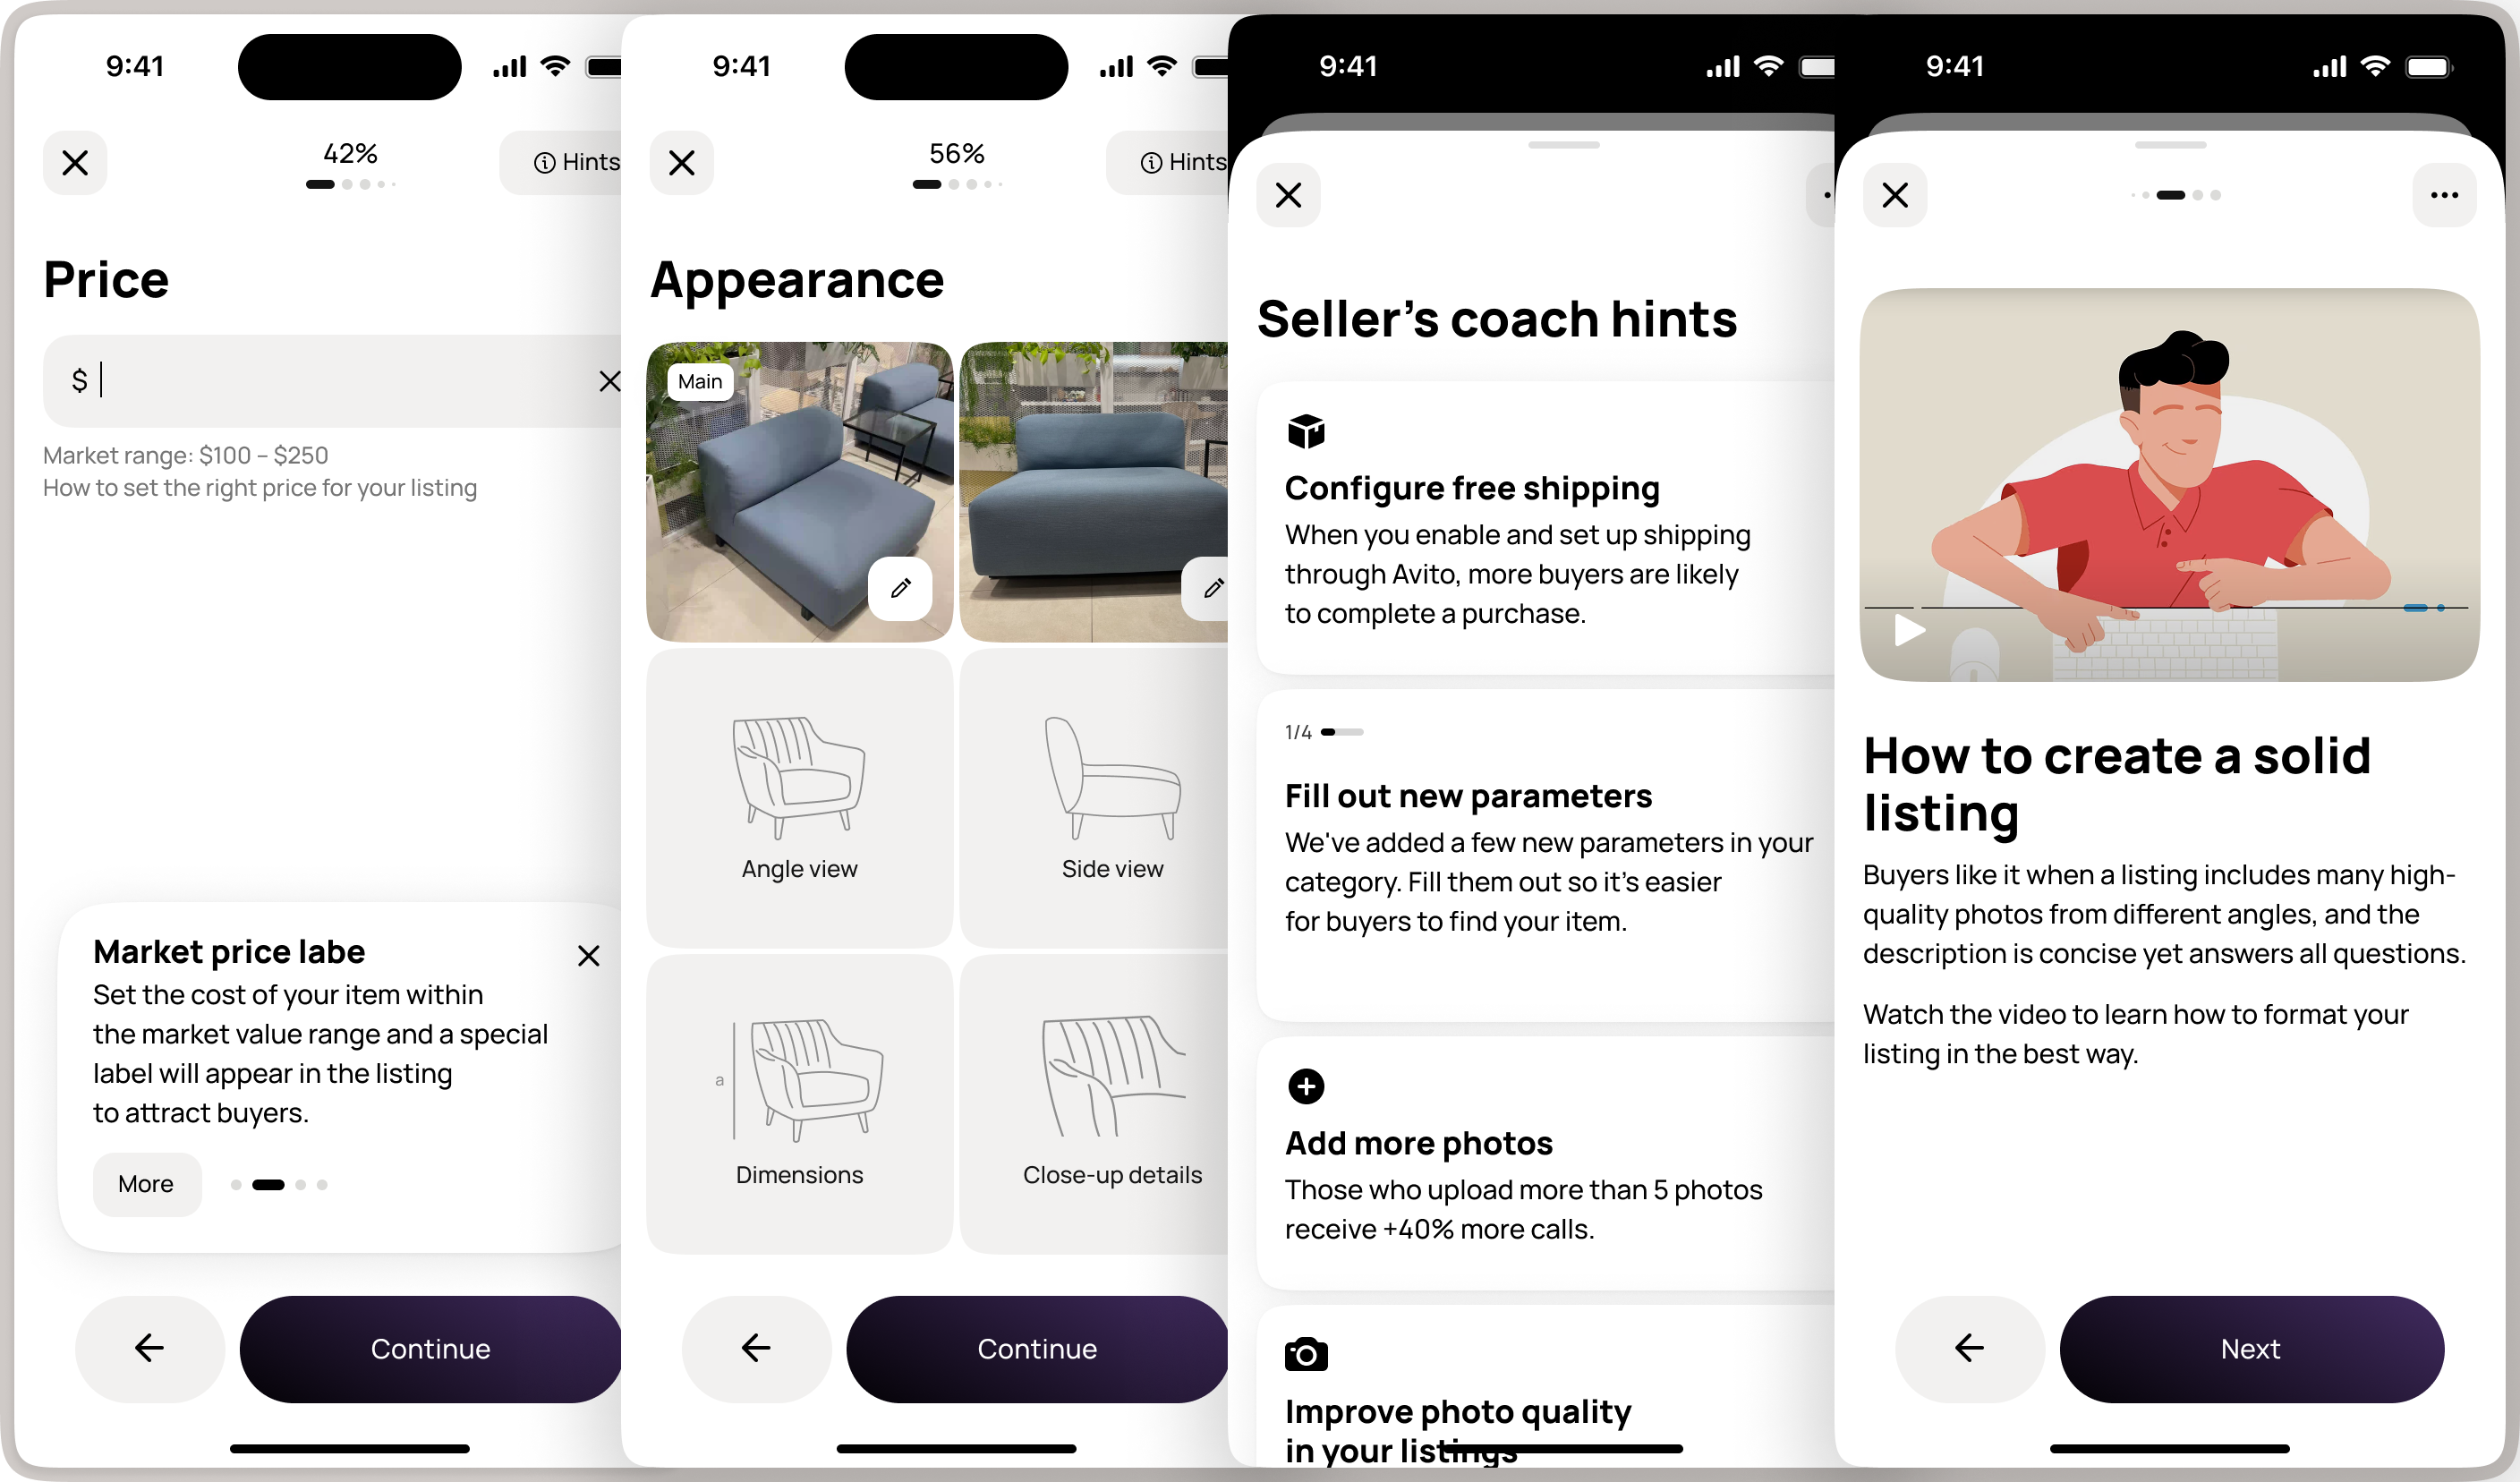 9:41
42%
Hints
Price
$
Market range: $100 – $250
How to set the right price for your listing
Market price labe
Set the cost of your item within
the market value range and a special
label will appear in the listing
to attract buyers.
More
Continue
9:41
56%
Hints
Appearance
Main
Angle view
Side view
a
Dimensions
Close-up details
Continue
9:41
Seller’s coach hints
Configure free shipping
When you enable and set up shipping
through Avito, more buyers are likely
to complete a purchase.
1/4
Fill out new parameters
We've added a few new parameters in your
category. Fill them out so it’s easier
for buyers to find your item.
Add more photos
Those who upload more than 5 photos
receive +40% more calls.
Improve photo quality
in your listings
9:41
How to create a solid
listing
Buyers like it when a listing includes many high-
quality photos from different angles, and the
description is concise yet answers all questions.
Watch the video to learn how to format your
listing in the best way.
Next